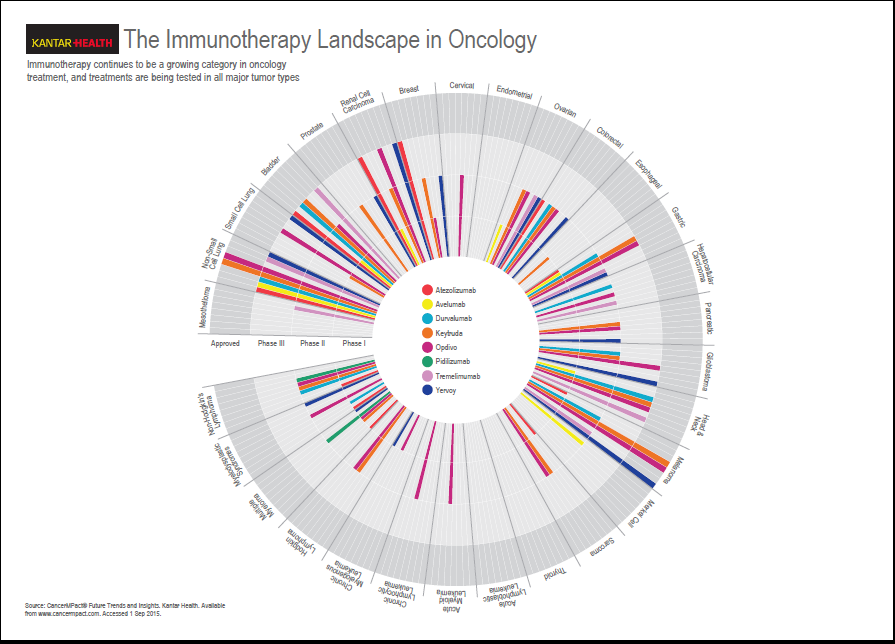 KANTAR HEALTH
The Immunotherapy Landscape in Oncology
Immunotherapy continues to be a growing category in oncology
treatment, and treatments are being tested in all major tumor types
Mesothelioma
Non-Small
Cell Lung
Small Cell Lung
Bladder
Prostate
Renal Cell
Carcinoma
Breast
Cervical
Endometrial
Ovarian
Colorectal
Esophageal
Gastric
Hepatocellular
Carcinoma
Pancreatic
Glioblastoma
Head &
Neck
Melanoma
Merkel Cell
Sarcoma
Thyroid
Acute
Lymphoblastic
Leukemia
Acute
Myeloid
Leukemia
Chronic
Lymphocytic
Leukemia
Chronic
Myelogenous
Leukemia
Hodgkin
Lymphoma
Multiple
Myeloma
Myelodysplastic
Syndromes
Non-Hodgkin's
Lymphoma
Approved
Phase III
Phase II
Phase I
Atezolizumab
Avelumab
Durvalumab
Keytruda
Opdivo
Pidilizumab
Tremelimumab
Yervoy
Source: CancerMPact® Future Trends and Insights. Kantar Health. Available
from www.cancermpact.com. Accessed 1 Sep 2015.